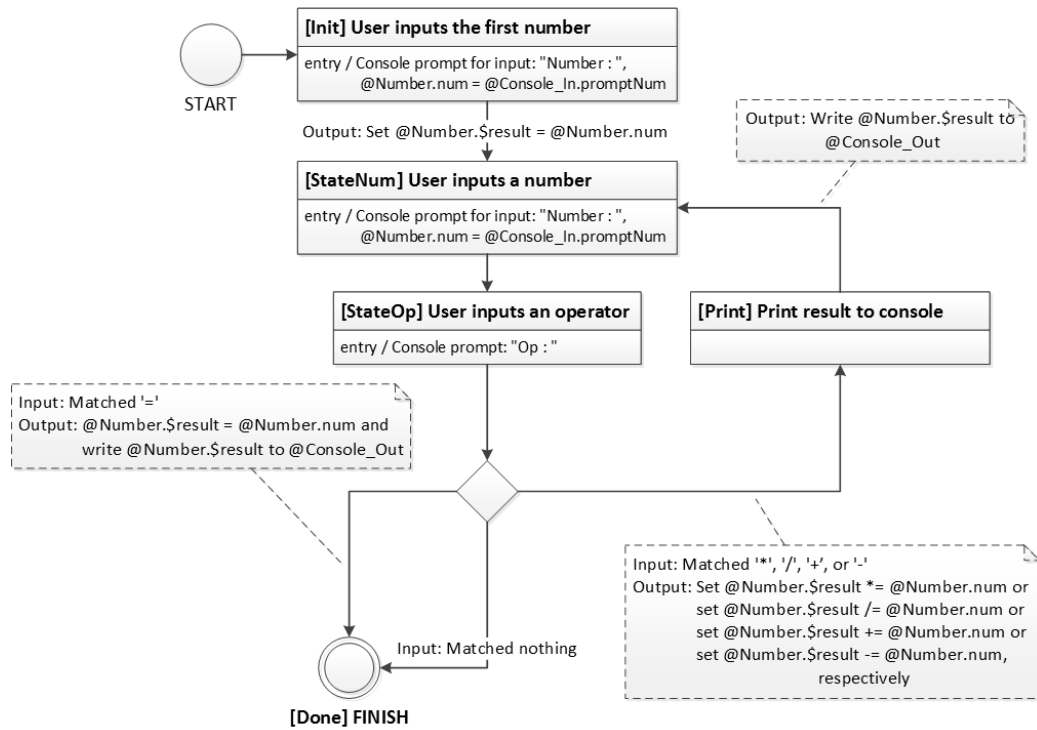 [Init] User inputs the first number
entry / Console prompt for input: "Number : ",
@Number.num = @Console_In.promptNum
START
Output: Set @Number.$result = @Number.num
Output: Write @Number.$result to
@Console_Out
[StateNum] User inputs a number
entry / Console prompt for input: "Number : ",
@Number.num = @Console_In.promptNum
[StateOp] User inputs an operator
entry / Console prompt: "Op : "
[Print] Print result to console
Input: Matched '='
Output: @Number.$result = @Number.num and
write @Number.$result to @Console_Out
Input: Matched '*', '/', '+', or '-'
Output: Set @Number.$result *= @Number.num or
set @Number.$result /= @Number.num or
set @Number.$result += @Number.num or
set @Number.$result -= @Number.num,
respectively
Input: Matched nothing
[Done] FINISH